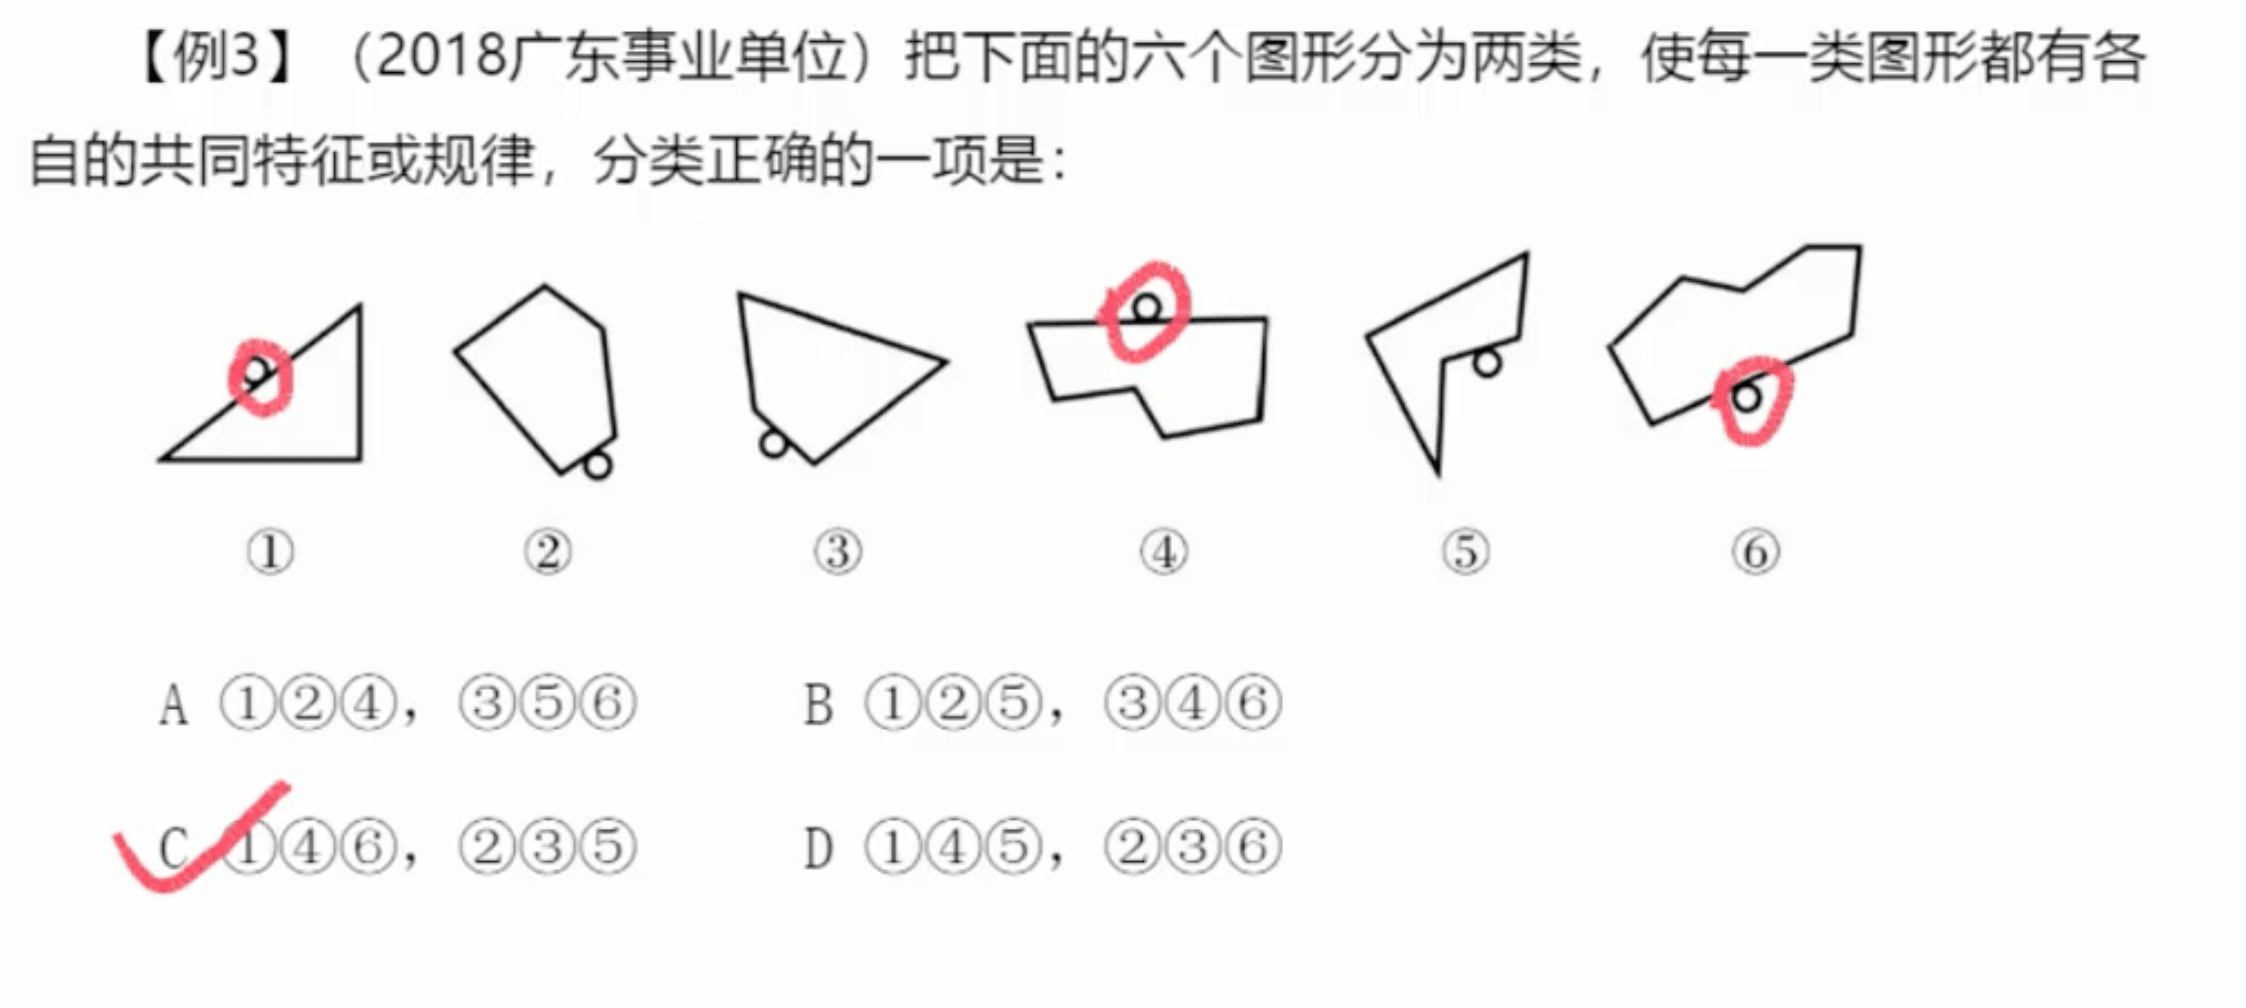 【例3】（2018广东事业单位）把下面的六个图形分为两类，使每一类图形都有各
自的共同特征或规律，分类正确的一项是：
① ② ③ ④ ⑤ ⑥
A ①②④，③⑤⑥ B ①②⑤，③④⑥
C ①④⑥，②③⑤ D ①④⑤，②③⑥